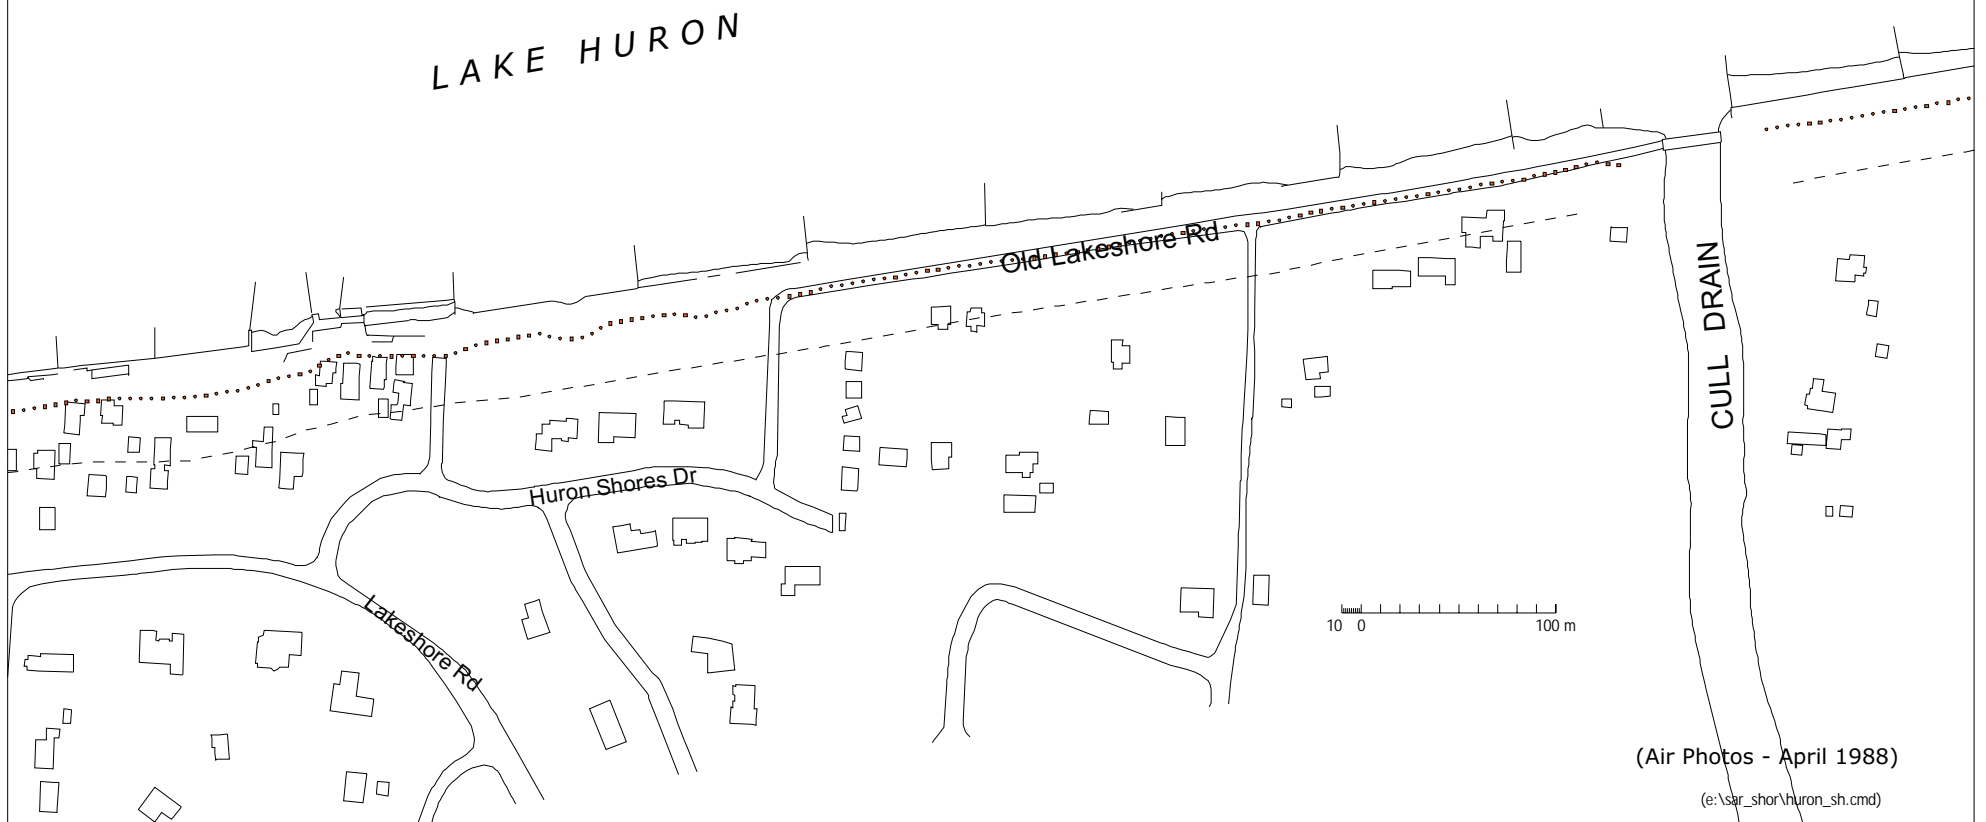 LAKE HURON
Old Lakeshore Rd
CULL DRAIN
Huron Shores Dr
Lakeshore Rd
10 0 100 m
(Air Photos - April 1988)
(e:\sar_shor\huron_sh.cmd)